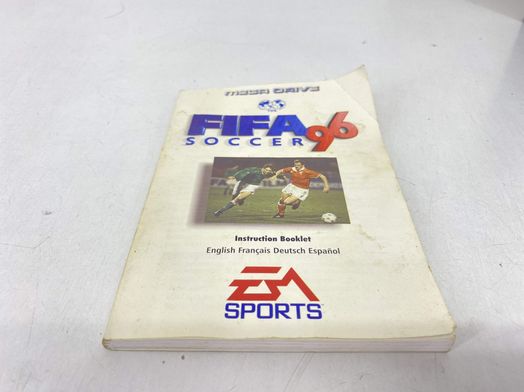 MEGA DRIVE
FIFA
SOCCER 96
Instruction Booklet
English Français Deutsch Español
EA
SPORTS